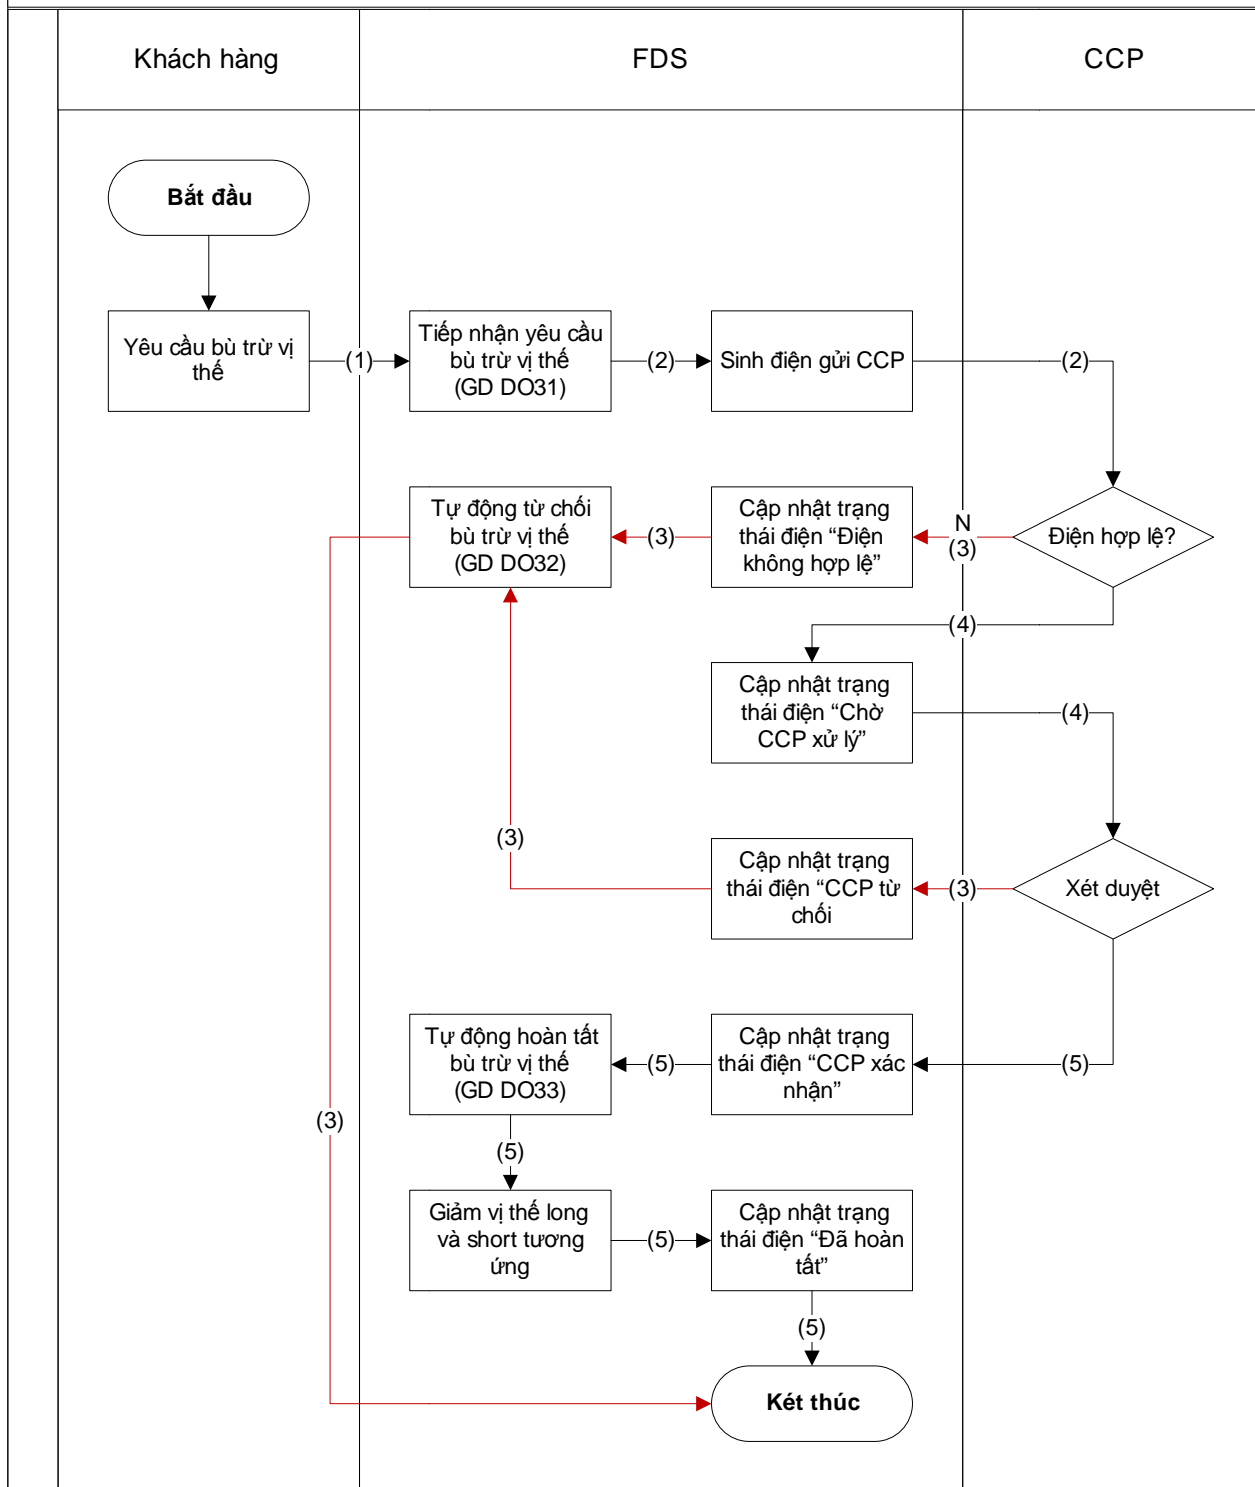 Khách hàng
FDS
CCP
Bắt đầu
Yêu cầu bù trừ vị
thế
(1)
Tiếp nhận yêu cầu
bù trừ vị thế
(GD DO31)
(2)
Sinh điện gửi CCP
(2)
Điện hợp lệ?
N
(3)
Cập nhật trạng
thái điện “Điện
không hợp lệ”
(3)
Tự động từ chối
bù trừ vị thế
(GD DO32)
(4)
Cập nhật trạng
thái điện “Chờ
CCP xử lý”
(4)
Xét duyệt
(3)
Cập nhật trạng
thái điện “CCP từ
chối
(3)
(5)
Cập nhật trạng
thái điện “CCP xác
nhận”
(5)
Tự động hoàn tất
bù trừ vị thế
(GD DO33)
(3)
(5)
Giảm vị thế long
và short tương
ứng
(5)
Cập nhật trạng
thái điện “Đã hoàn
tất”
(5)
Két thúc